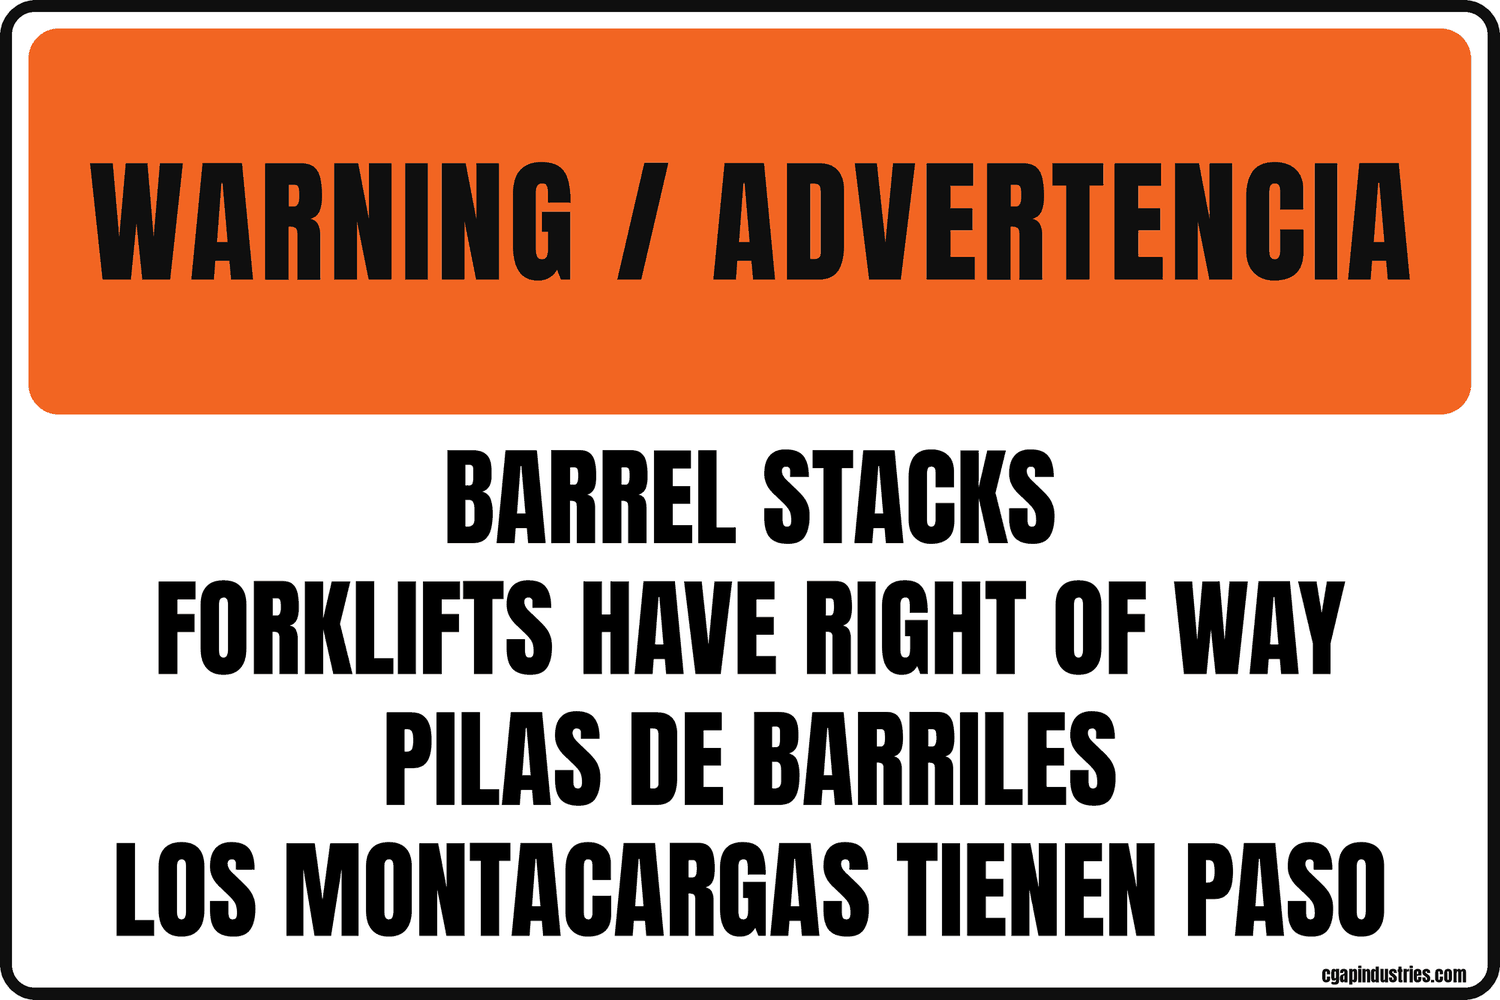 WARNING / ADVERTENCIA
BARREL STACKS
FORKLIFTS HAVE RIGHT OF WAY
PILAS DE BARRILES
LOS MONTACARGAS TIENEN PASO
cgapindustries.com